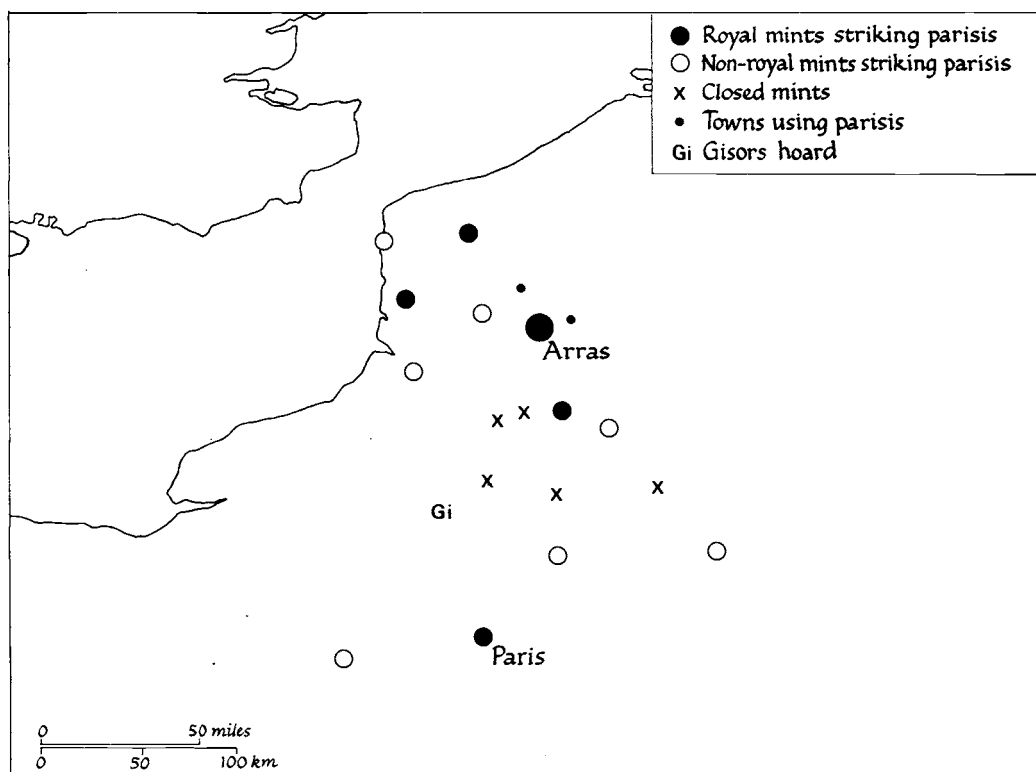 Royal mints striking parisis
Non-royal mints striking parisis
x Closed mints
Towns using parisis
Gi Gisors hoard
Arras
x x
x x x
Gi
Paris
0 50 miles
0 50 100 km